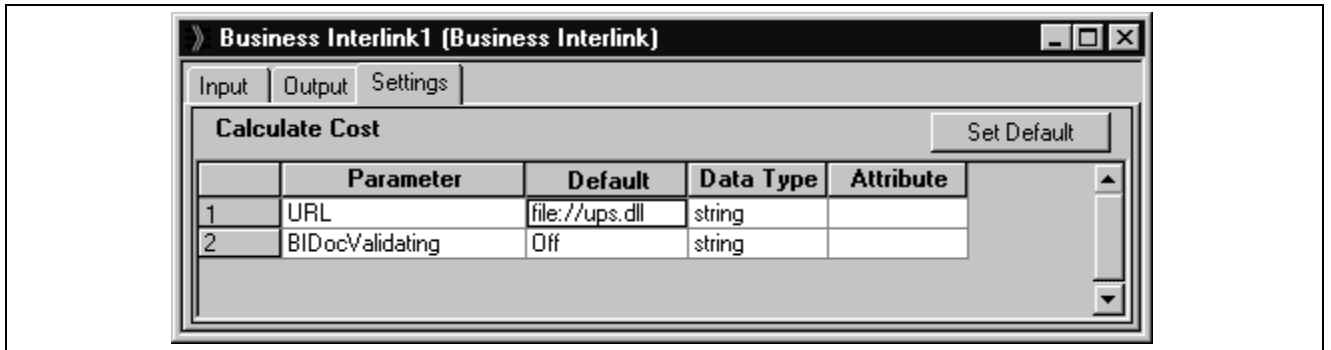 Business Interlink1 (Business Interlink)
Input Output Settings
Calculate Cost Set Default
Parameter Default Data Type Attribute
1 URL file://ups.dll string
2 BIDocValidating Off string